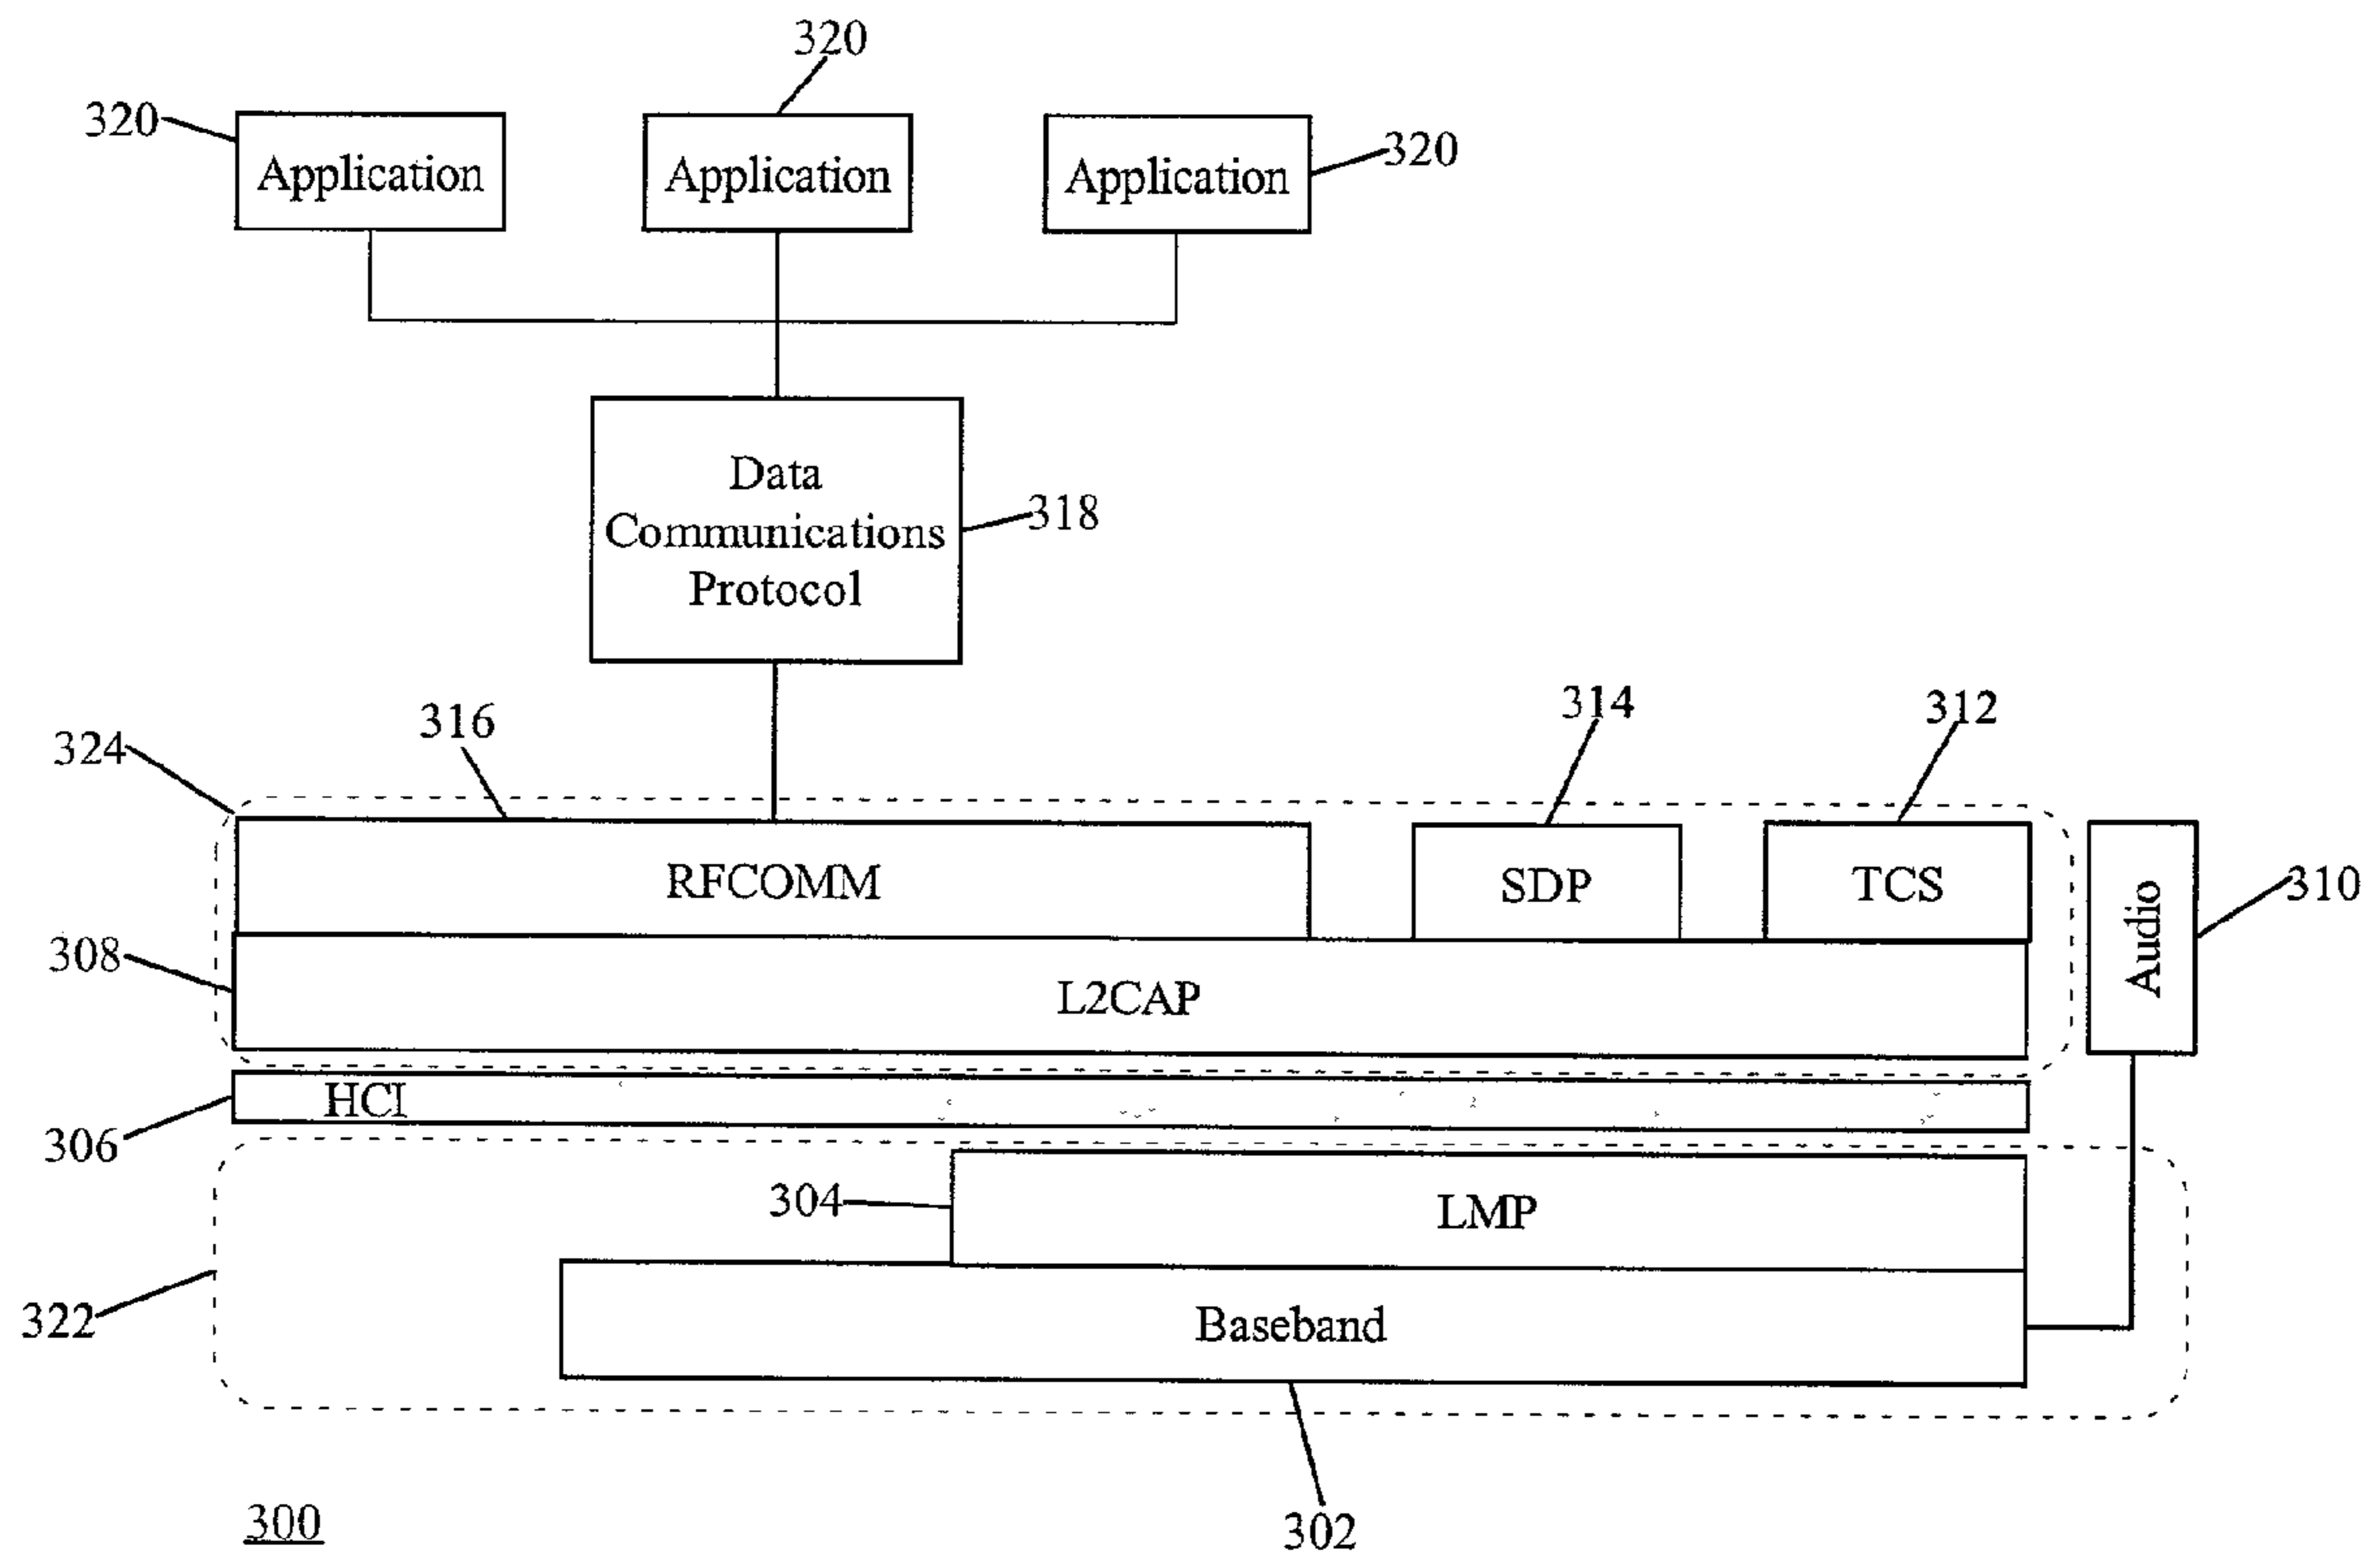 320
320
Application
Application
Application
320
Data
Communications
Protocol
318
316
314
312
324
RFCOMM
SDP
TCS
Audio
310
308
L2CAP
HCI
306
304
LMP
322
Baseband
300
302